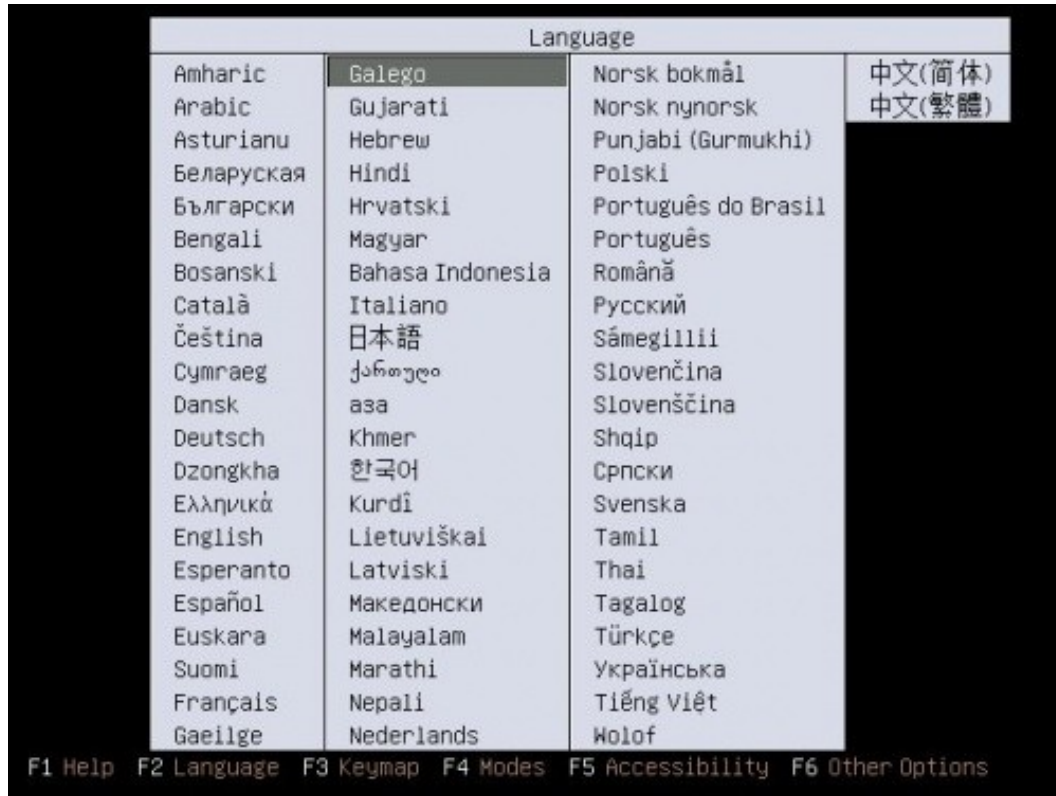 Language
Amharic
Arabic
Asturianu
Беларуская
Български
Bengali
Bosanski
Català
Čeština
Cymraeg
Dansk
Deutsch
Dzongkha
Ελληνικά
English
Esperanto
Español
Euskara
Suomi
Français
Gaeilge
Galego
Gujarati
Hebrew
Hindi
Hrvatski
Magyar
Bahasa Indonesia
Italiano
日本語
ქართული
аза
Khmer
한국어
Kurdî
Lietuviškai
Latviski
Македонски
Malayalam
Marathi
Nepali
Nederlands
Norsk bokmål
Norsk nynorsk
Punjabi (Gurmukhi)
Polski
Português do Brasil
Português
Română
Русский
Sámegillii
Slovenčina
Slovenščina
Shqip
Српски
Svenska
Tamil
Thai
Tagalog
Türkçe
Українська
Tiếng Việt
Wolof
中文(简体)
中文(繁體)
F1 Help F2 Language F3 Keymap F4 Modes F5 Accessibility F6 Other Options